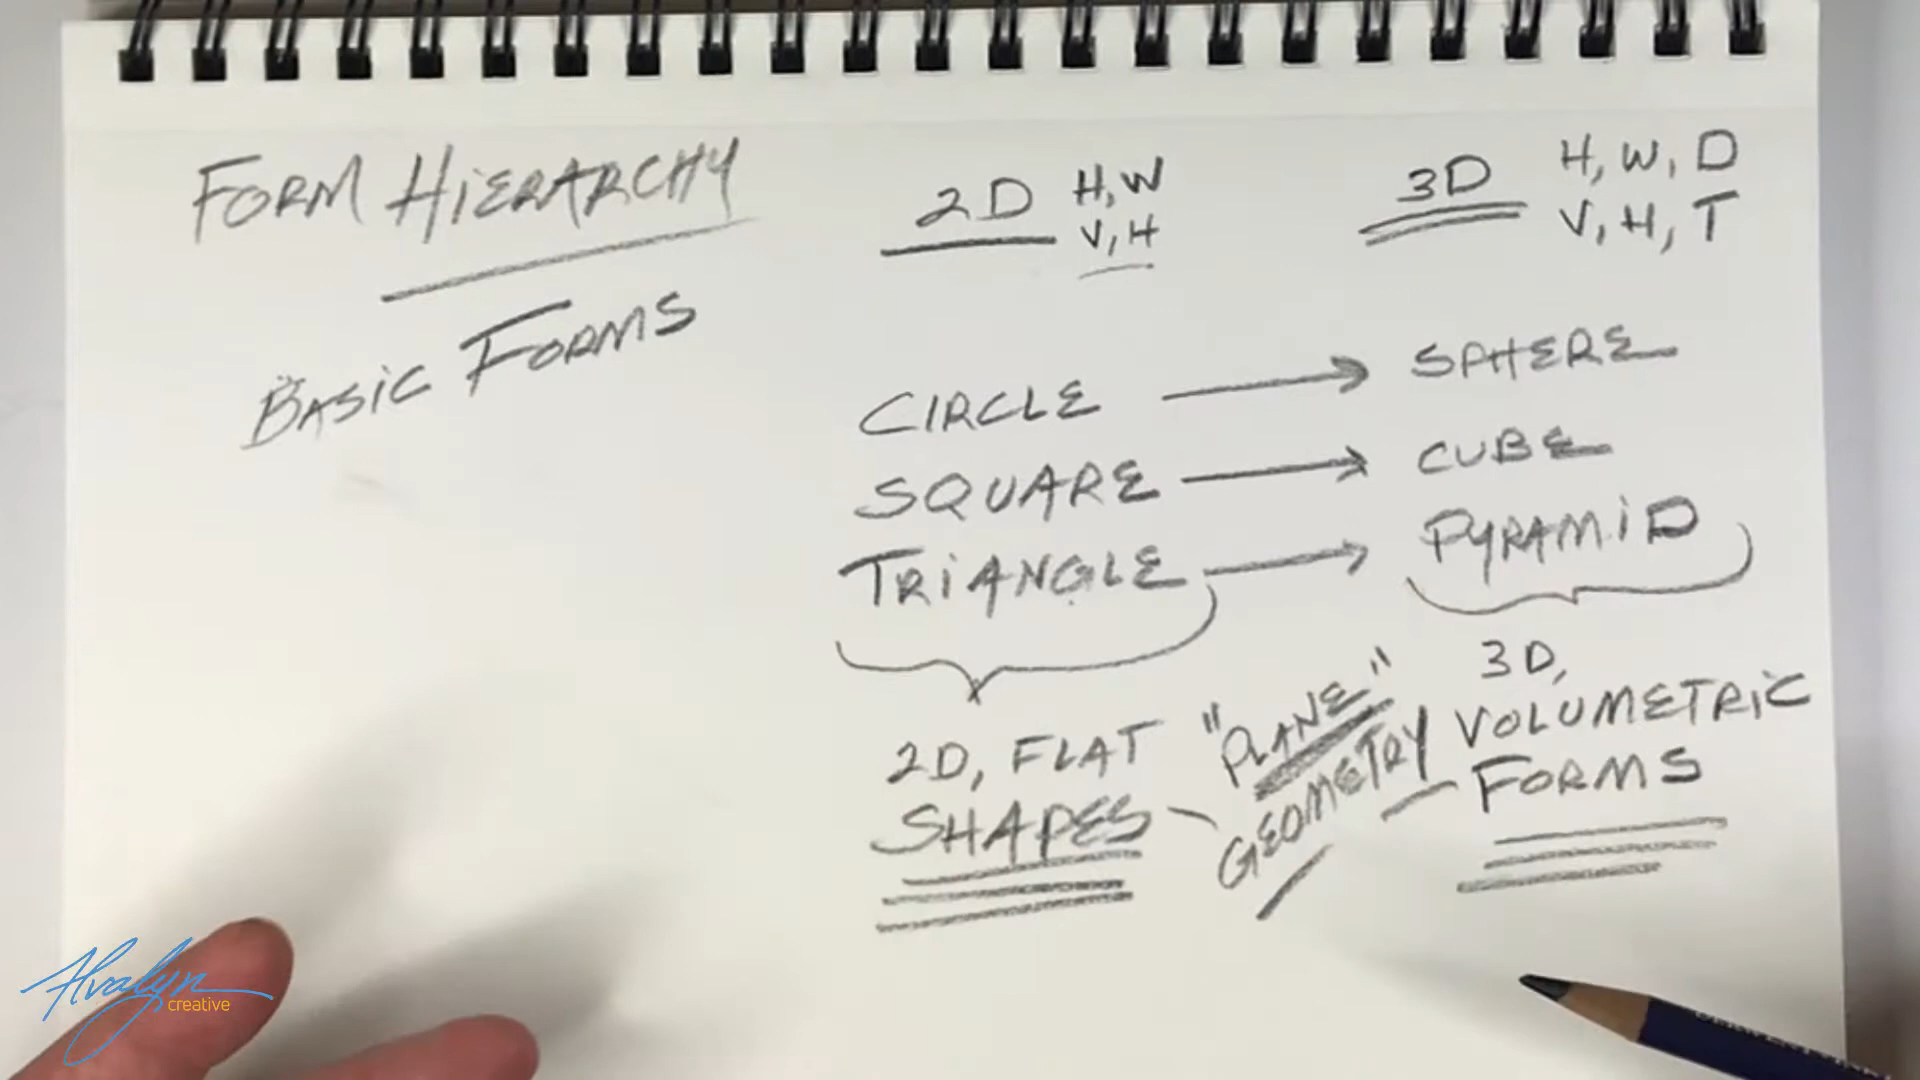 FORM HIERARCHY
BASIC FORMS
2D H, W
V, H
3D H, W, D
V, H, T
CIRCLE → SPHERE
SQUARE → CUBE
TRIANGLE → PYRAMID
2D, FLAT
SHAPES
"PLANE"
GEOMETRY
3D,
VOLUMETRIC
FORMS
Alvalyn
creative